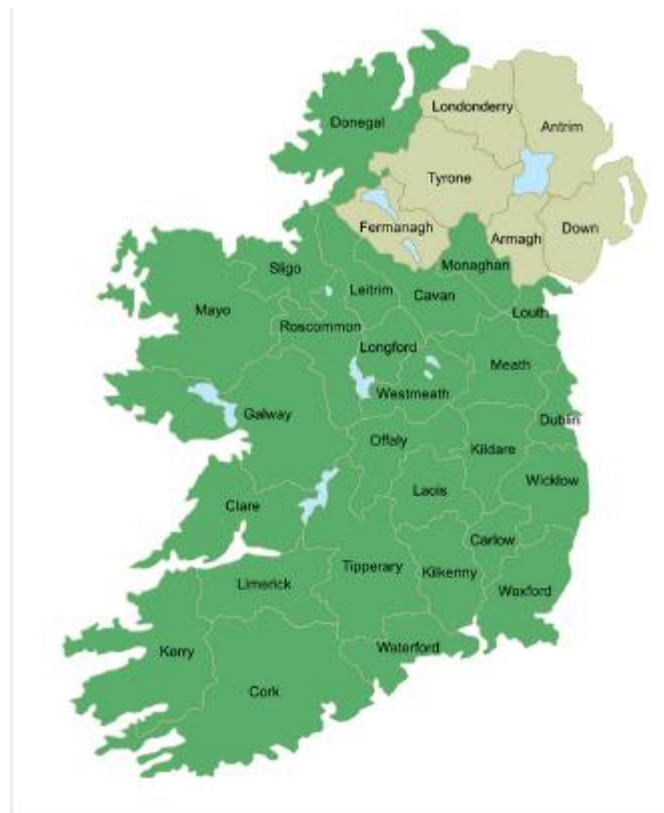 Londonderry
Donegal
Antrim
Tyrone
Fermanagh
Down
Armagh
Monaghan
Sligo
Leitrim
Cavan
Mayo
Louth
Roscommon
Longford
Meath
Westmeath
Galway
Dublin
Offaly
Kildare
Wicklow
Laois
Clare
Carlow
Tipperary
Kilkenny
Limerick
Wexford
Waterford
Kerry
Cork